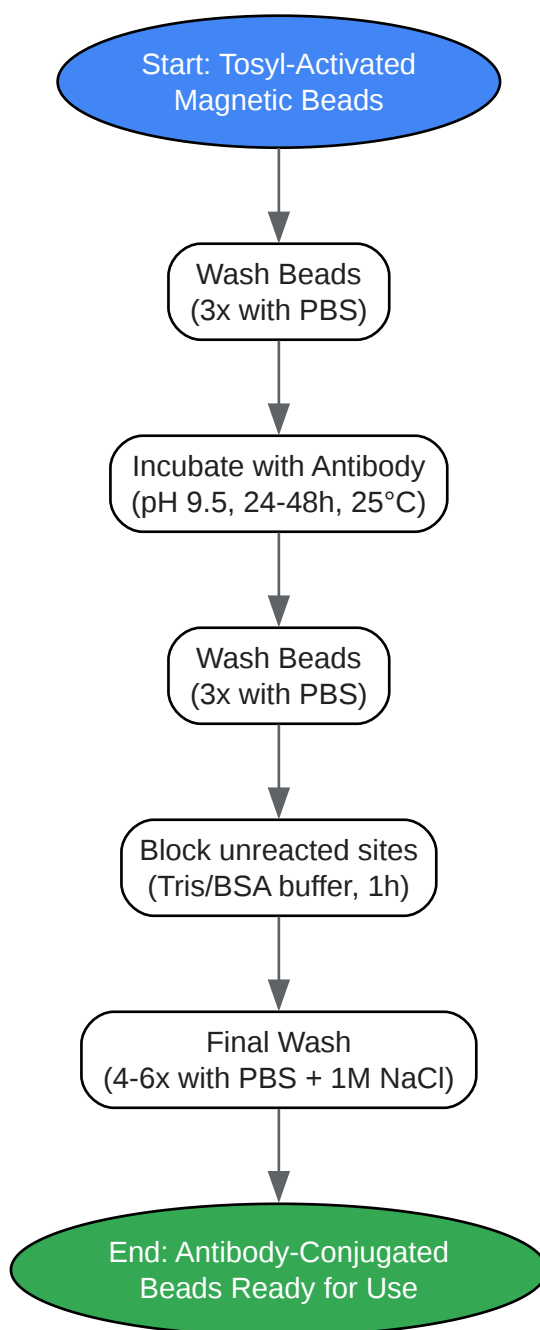 Start: Tosyl-Activated
Magnetic Beads
Wash Beads
(3x with PBS)
Incubate with Antibody
(pH 9.5, 24-48h, 25°C)
Wash Beads
(3x with PBS)
Block unreacted sites
(Tris/BSA buffer, 1h)
Final Wash
(4-6x with PBS + 1M NaCl)
End: Antibody-Conjugated
Beads Ready for Use